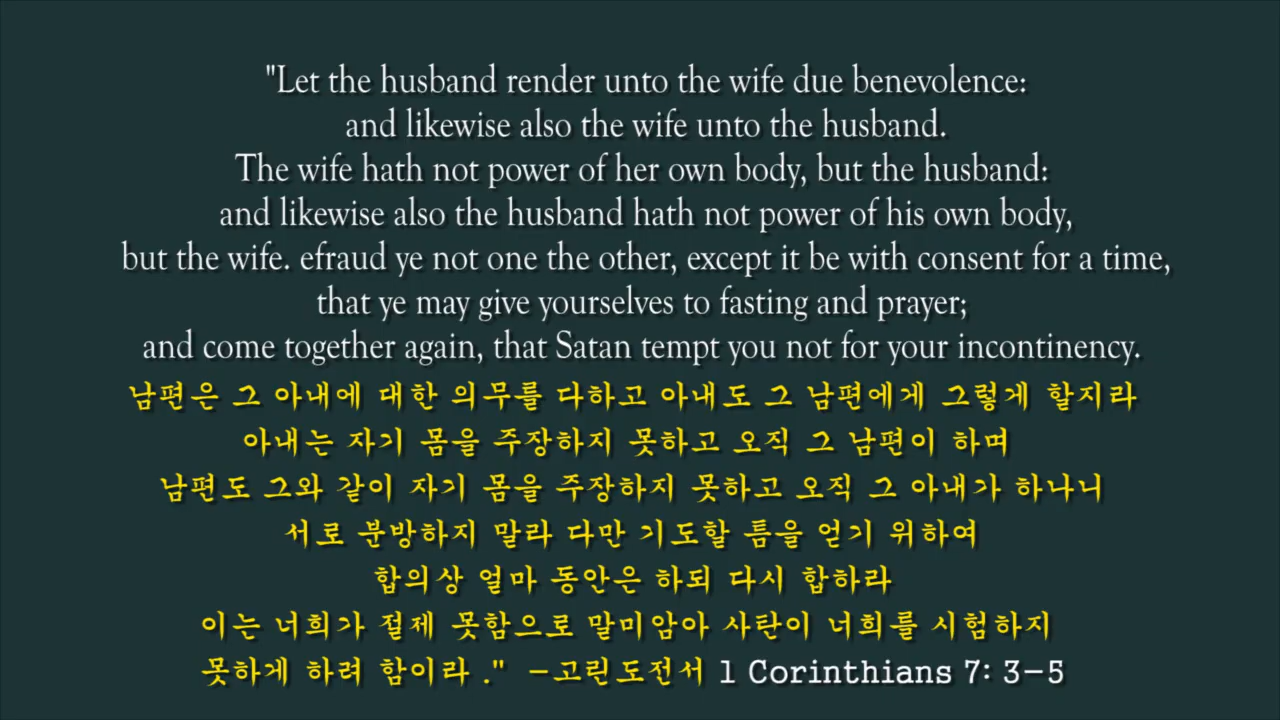 "Let the husband render unto the wife due benevolence:
and likewise also the wife unto the husband.
The wife hath not power of her own body, but the husband:
and likewise also the husband hath not power of his own body,
but the wife. efraud ye not one the other, except it be with consent for a time,
that ye may give yourselves to fasting and prayer;
and come together again, that Satan tempt you not for your incontinency.
남편은 그 아내에 대한 의무를 다하고 아내도 그 남편에게 그렇게 할지라
아내는 자기 몸을 주장하지 못하고 오직 그 남편이 하며
남편도 그와 같이 자기 몸을 주장하지 못하고 오직 그 아내가 하나니
서로 분방하지 말라 다만 기도할 틈을 얻기 위하여
합의상 얼마 동안은 하되 다시 합하라
이는 너희가 절제 못함으로 말미암아 사탄이 너희를 시험하지
못하게 하려 함이라 ." -고린도전서 1 Corinthians 7: 3-5